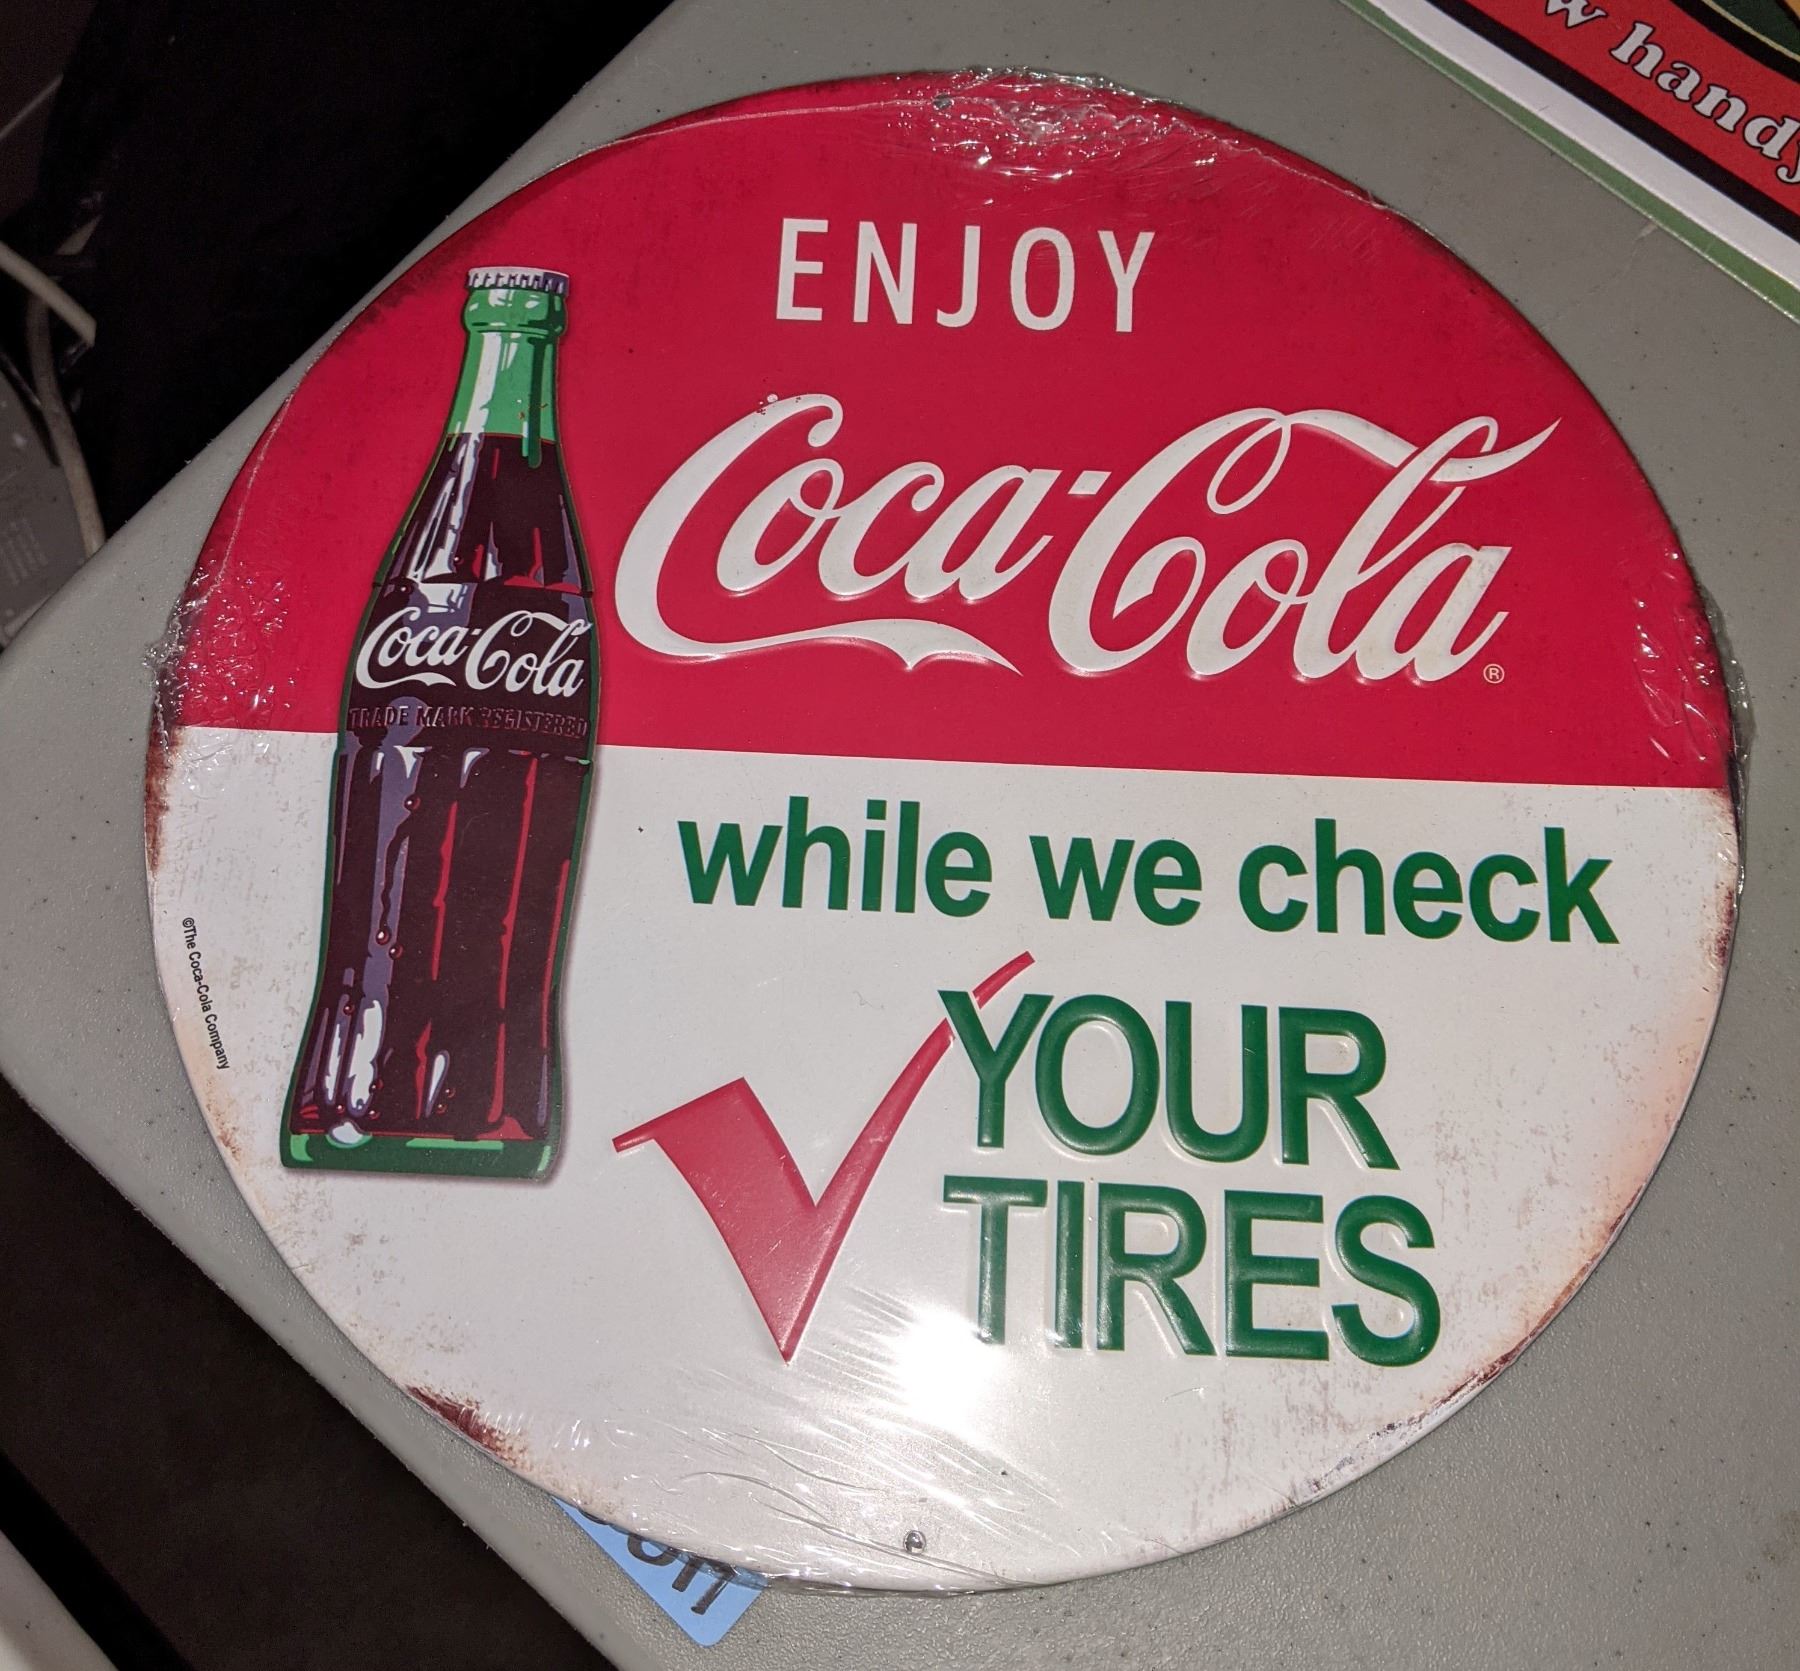 ENJOY
Coca-Cola
®
Coca-Cola
TRADE MARK REGISTERED
while we check
YOUR
TIRES
©The Coca-Cola Company
handy